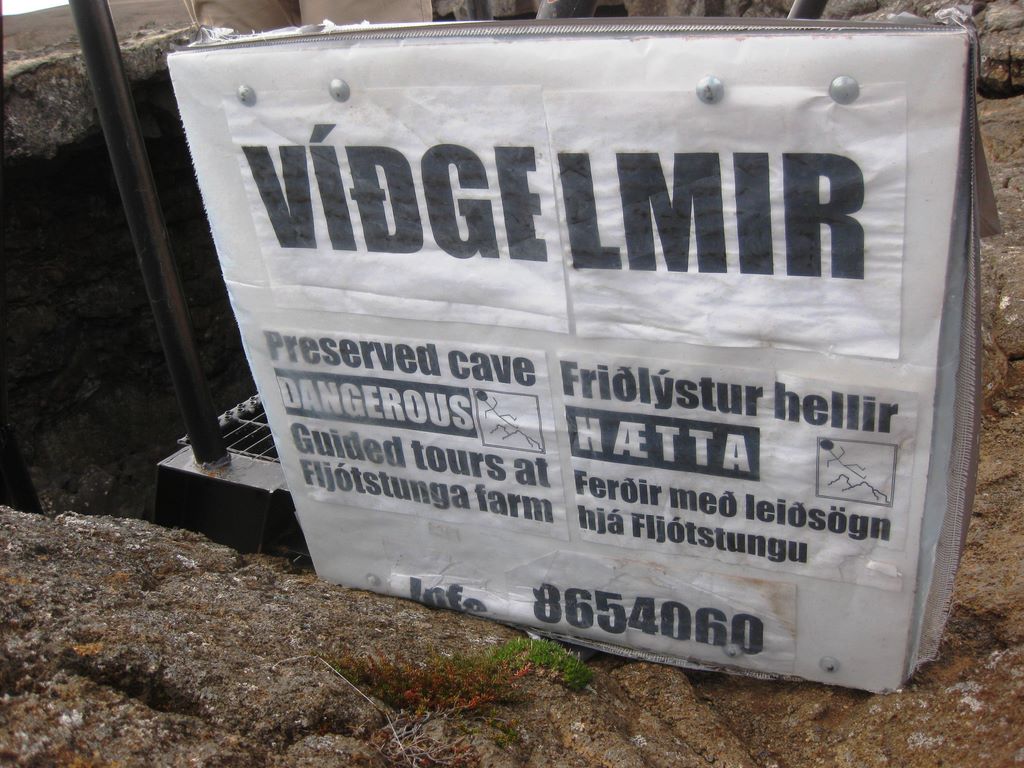 VÍÐGELMIR
Preserved cave
DANGEROUS
Guided tours at
Fljótstunga farm
Friðlýstur hellir
HÆTTA
Ferðir með leiðsögn
hjá Fljótstungu
Info 8654060